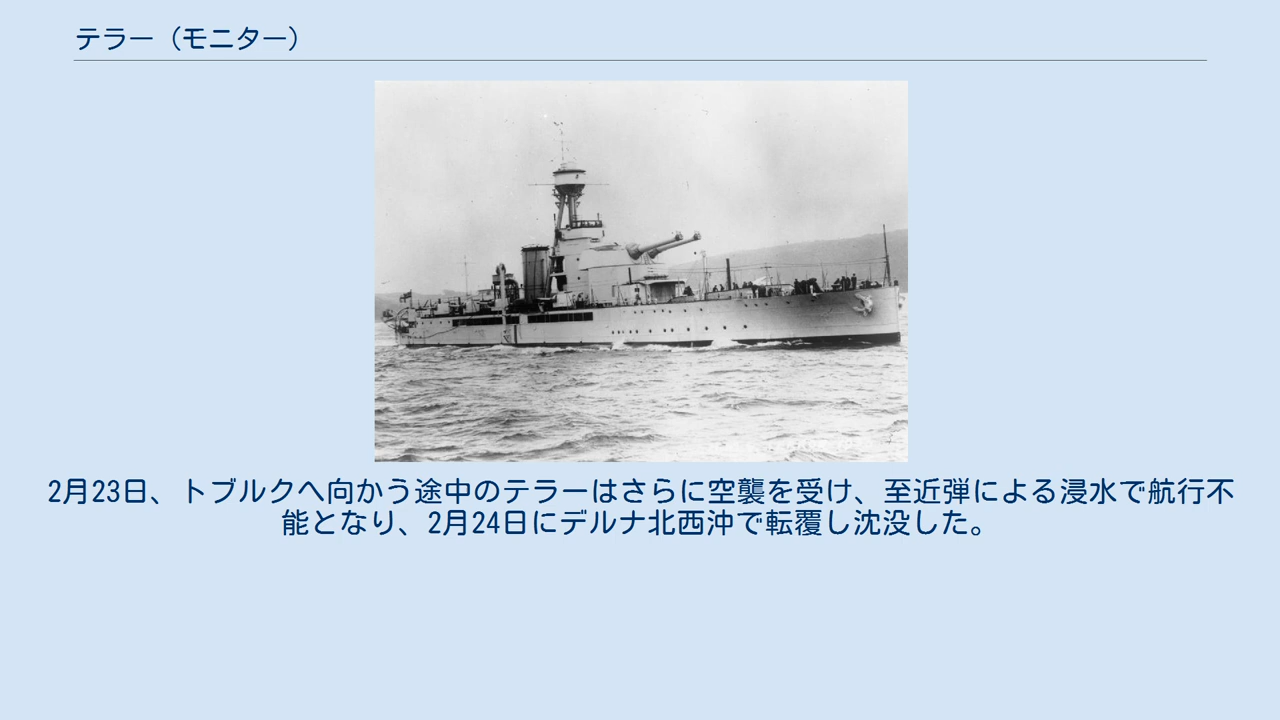 テラー（モニター）
2月23日、トブルクへ向かう途中のテラーはさらに空襲を受け、至近弾による浸水で航行不
能となり、2月24日にデルナ北西沖で転覆し沈没した。